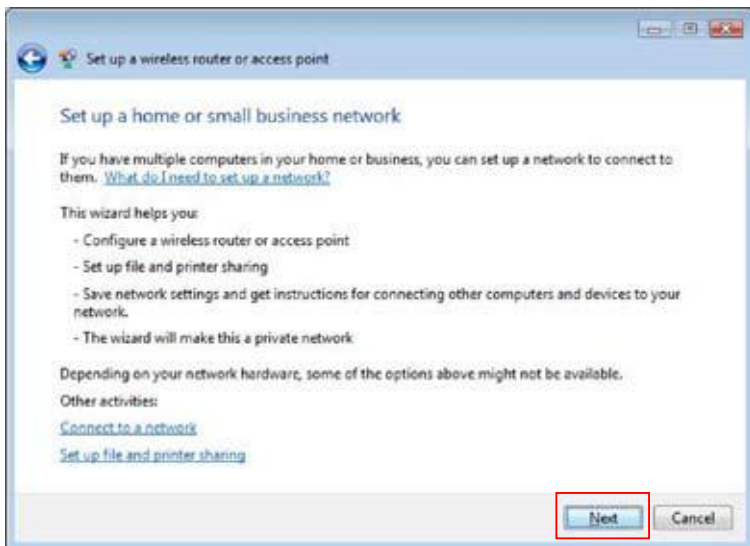 Set up a wireless router or access point
Set up a home or small business network
If you have multiple computers in your home or business, you can set up a network to connect to
them. What do I need to set up a network?
This wizard helps you:
- Configure a wireless router or access point
- Set up file and printer sharing
- Save network settings and get instructions for connecting other computers and devices to your
network.
- The wizard will make this a private network
Depending on your network hardware, some of the options above might not be available.
Other activities:
Connect to a network
Set up file and printer sharing
Next Cancel